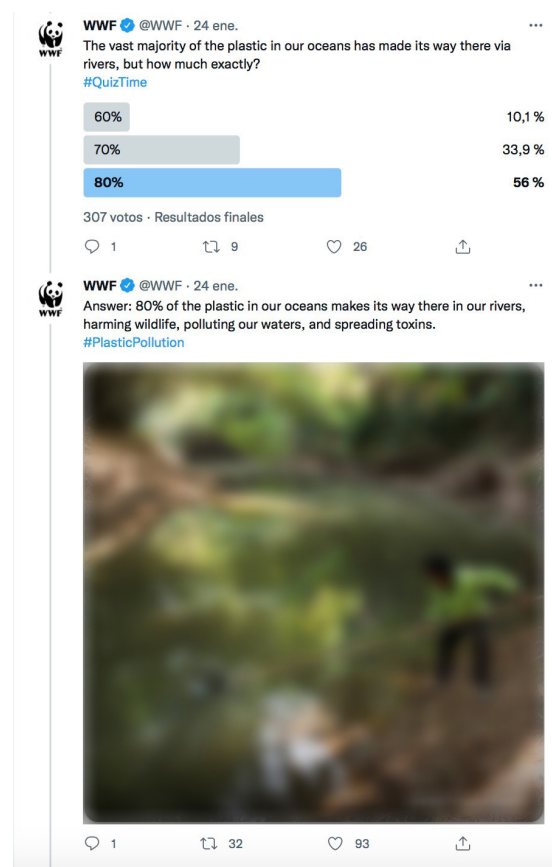 WWF @WWF · 24 ene. ...
WWF
The vast majority of the plastic in our oceans has made its way there via
rivers, but how much exactly?
#QuizTime
60% 10,1 %
70% 33,9 %
80% 56 %
307 votos · Resultados finales
1 9 26
WWF @WWF · 24 ene. ...
WWF
Answer: 80% of the plastic in our oceans makes its way there in our rivers,
harming wildlife, polluting our waters, and spreading toxins.
#PlasticPollution
1 32 93